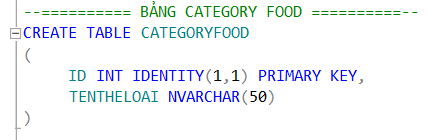 --=========== BẢNG CATEGORY FOOD ==========--
CREATE TABLE CATEGORYFOOD
(
ID INT IDENTITY(1,1) PRIMARY KEY,
TENTHELOAI NVARCHAR(50)
)